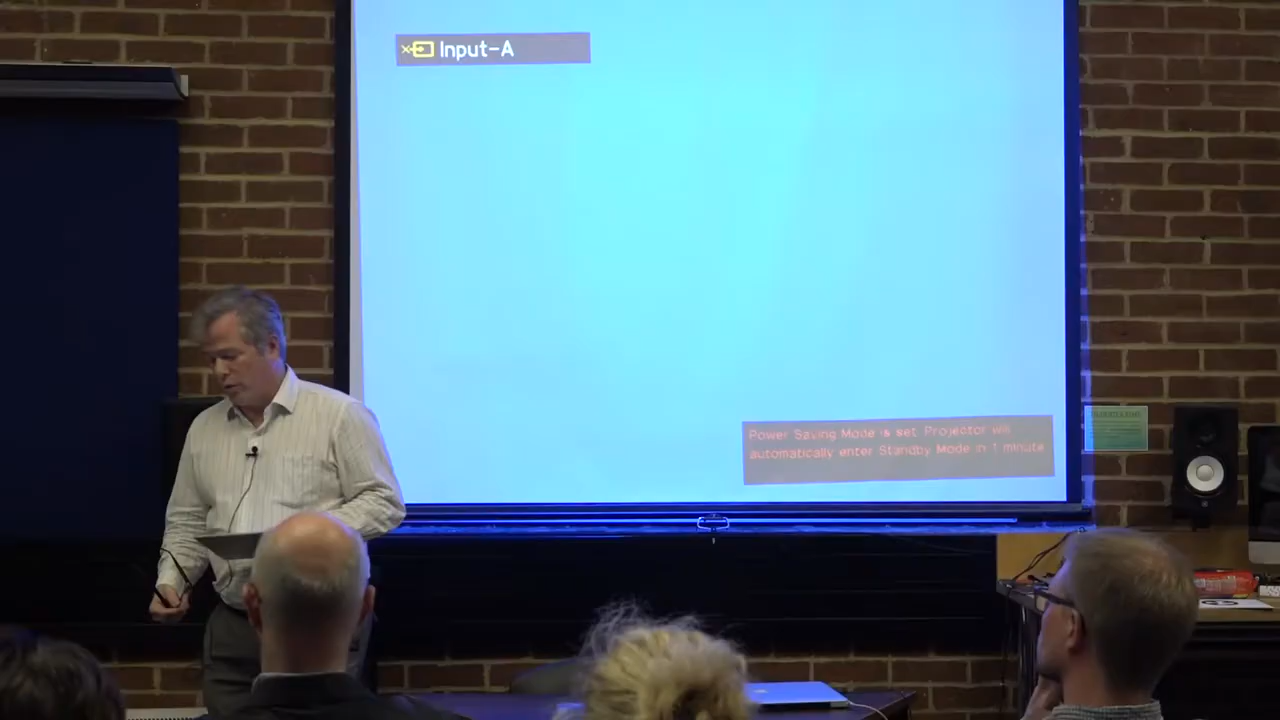 Input-A
Power Saving Mode is set. Projector will
automatically enter Standby Mode in 1 minute